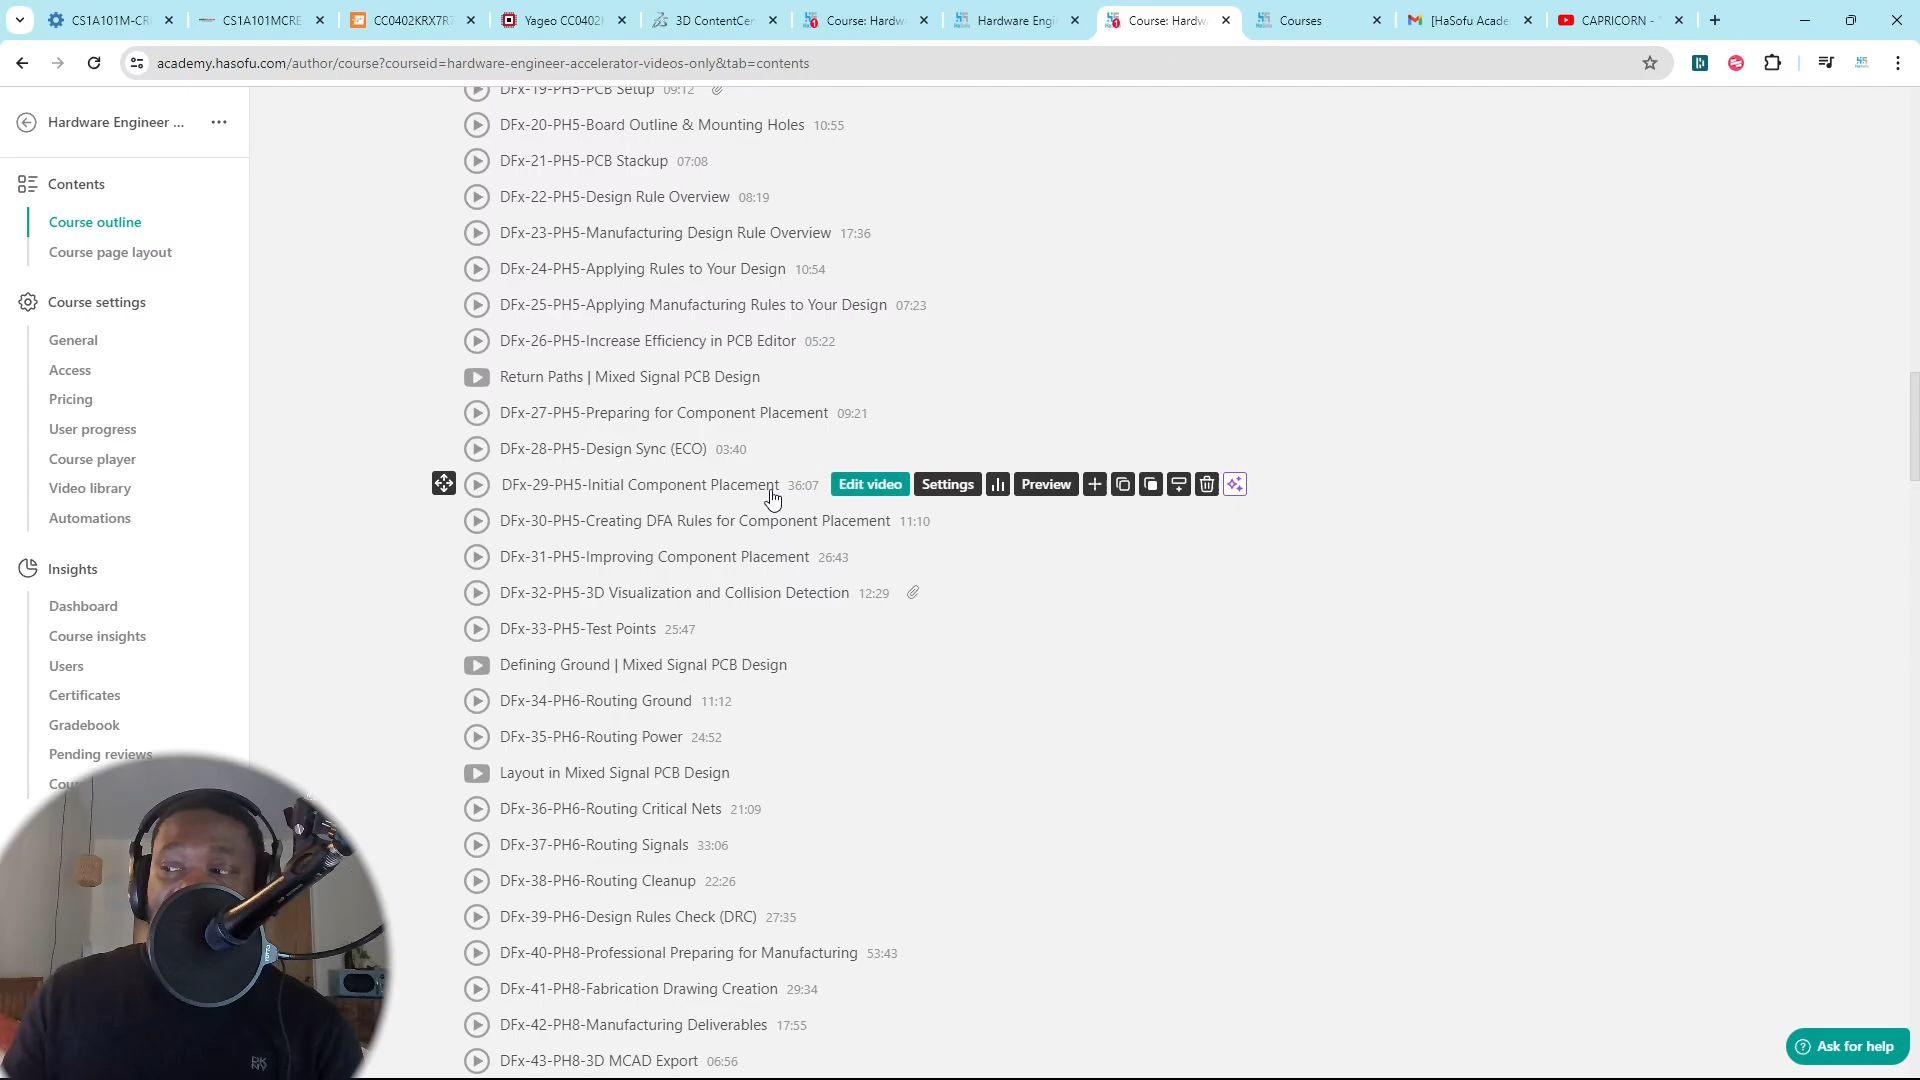 CS1A101M-CR
CS1A101MCRE
CC0402KRX7R7
Yageo CC0402
3D ContentCen
Course: Hardw
Hardware Engi
Course: Hardw
Courses
[HaSofu Acade
CAPRICORN -
academy.hasofu.com/author/course?courseid=hardware-engineer-accelerator-videos-only&tab=contents
Hardware Engineer ...
Contents
Course outline
Course page layout
Course settings
General
Access
Pricing
User progress
Course player
Video library
Automations
Insights
Dashboard
Course insights
Users
Certificates
Gradebook
Pending reviews
DFx-19-PH5-PCB Setup 09:12
DFx-20-PH5-Board Outline & Mounting Holes 10:55
DFx-21-PH5-PCB Stackup 07:08
DFx-22-PH5-Design Rule Overview 08:19
DFx-23-PH5-Manufacturing Design Rule Overview 17:36
DFx-24-PH5-Applying Rules to Your Design 10:54
DFx-25-PH5-Applying Manufacturing Rules to Your Design 07:23
DFx-26-PH5-Increase Efficiency in PCB Editor 05:22
Return Paths | Mixed Signal PCB Design
DFx-27-PH5-Preparing for Component Placement 09:21
DFx-28-PH5-Design Sync (ECO) 03:40
DFx-29-PH5-Initial Component Placement 36:07 Edit video Settings Preview
DFx-30-PH5-Creating DFA Rules for Component Placement 11:10
DFx-31-PH5-Improving Component Placement 26:43
DFx-32-PH5-3D Visualization and Collision Detection 12:29
DFx-33-PH5-Test Points 25:47
Defining Ground | Mixed Signal PCB Design
DFx-34-PH6-Routing Ground 11:12
DFx-35-PH6-Routing Power 24:52
Layout in Mixed Signal PCB Design
DFx-36-PH6-Routing Critical Nets 21:09
DFx-37-PH6-Routing Signals 33:06
DFx-38-PH6-Routing Cleanup 22:26
DFx-39-PH6-Design Rules Check (DRC) 27:35
DFx-40-PH8-Professional Preparing for Manufacturing 53:43
DFx-41-PH8-Fabrication Drawing Creation 29:34
DFx-42-PH8-Manufacturing Deliverables 17:55
DFx-43-PH8-3D MCAD Export 06:56
Ask for help